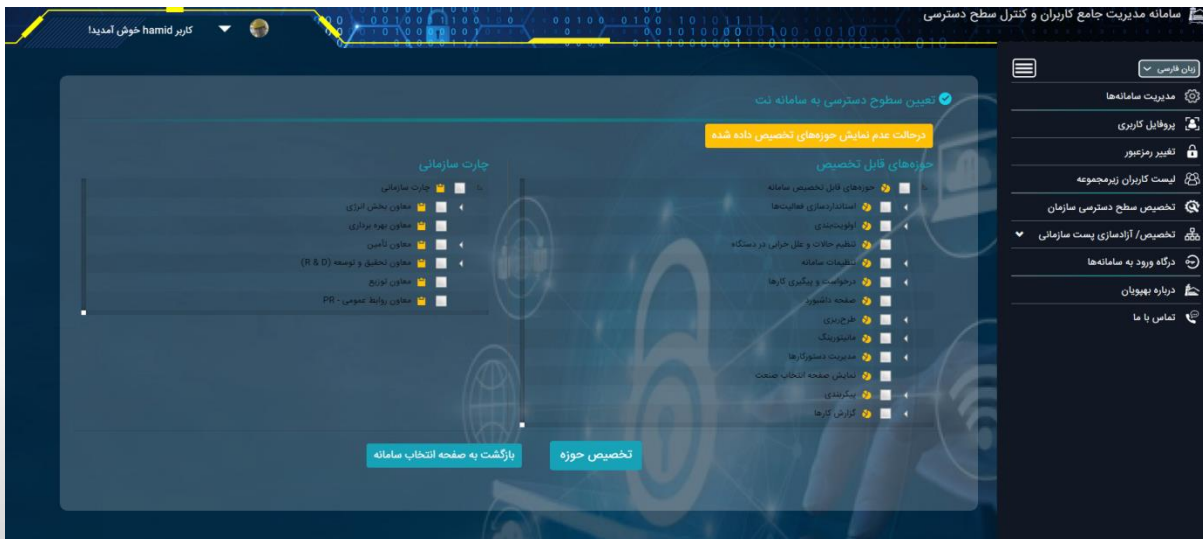 سامانه مدیریت جامع کاربران و کنترل سطح دسترسی
کاربر hamid خوش آمدید!
زبان فارسی
مدیریت سامانه‌ها
پروفایل کاربری
تغییر رمزعبور
لیست کاربران زیرمجموعه
تخصیص سطح دسترسی سازمان
تخصیص/ آزادسازی پست سازمانی
درگاه ورود به سامانه‌ها
درباره بهپویان
تماس با ما
تعیین سطوح دسترسی به سامانه نت
درحالت عدم نمایش حوزه‌های تخصیص داده شده
حوزه‌های قابل تخصیص
حوزه‌های قابل تخصیص سامانه
استانداردسازی فعالیت‌ها
اولویت‌بندی
تنظیم حالات و علل خرابی در دستگاه
تنظیمات سامانه
درخواست و پیگیری کارها
صفحه داشبورد
طرح‌ریزی
مانیتورینگ
مدیریت دستورکارها
نمایش صفحه انتخاب صنعت
پیکربندی
گزارش کارها
چارت سازمانی
چارت سازمانی
معاون بخش انرژی
معاون بهره برداری
معاون تأمین
معاون تحقیق و توسعه (R & D)
معاون توزیع
معاون روابط عمومی - PR
تخصیص حوزه
بازگشت به صفحه انتخاب سامانه